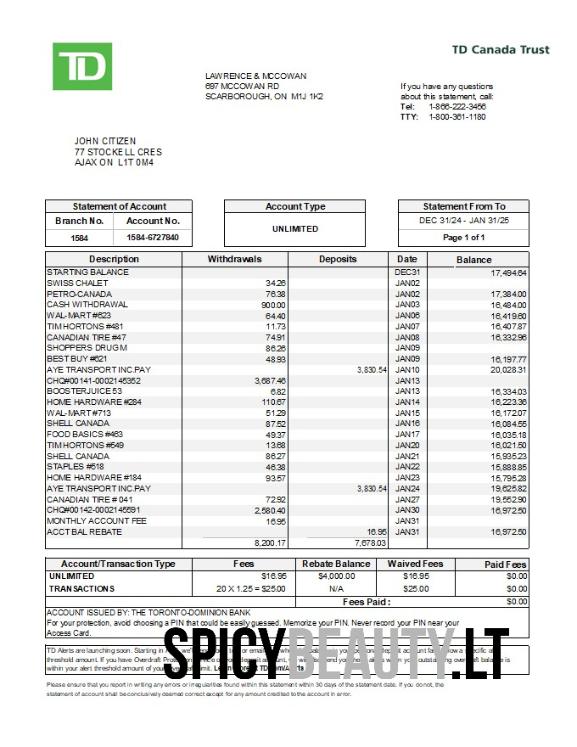 TD
TD Canada Trust
LAWRENCE & MCCOWAN
697 MCCOWAN RD
SCARBOROUGH, ON M1J 1K2
If you have any questions
about this statement, call:
Tel: 1-866-222-3456
TTY: 1-800-361-1180
JOHN CITIZEN
77 STOCKELL CRES
AJAX ON L1T 0M4
Statement of Account
Branch No. Account No.
1584 1584-6727840
Account Type
UNLIMITED
Statement From To
DEC 31/24 - JAN 31/25
Page 1 of 1
Description Withdrawals Deposits Date Balance
STARTING BALANCE DEC31 17,494.64
SWISS CHALET 34.26 JAN02
PETRO-CANADA 76.38 JAN02 17,384.00
CASH WITHDRAWAL 900.00 JAN03 16,484.00
WAL-MART #623 64.40 JAN06 16,419.60
TIM HORTONS #481 11.73 JAN07 16,407.87
CANADIAN TIRE #47 74.91 JAN08 16,332.96
SHOPPERS DRUG M 86.26 JAN09
BEST BUY #621 48.93 JAN09 16,197.77
AYE TRANSPORT INC.PAY 3,830.54 JAN10 20,028.31
CHQ#00141-0002145352 3,687.46 JAN13
BOOSTERJUICE 53 6.82 JAN13 16,334.03
HOME HARDWARE #284 110.67 JAN14 16,223.36
WAL-MART #713 51.29 JAN15 16,172.07
SHELL CANADA 87.52 JAN16 16,084.55
FOOD BASICS #463 49.37 JAN17 16,035.18
TIM HORTONS #549 13.68 JAN20 16,021.50
SHELL CANADA 86.27 JAN21 15,935.23
STAPLES #518 46.38 JAN22 15,888.85
HOME HARDWARE #184 93.57 JAN23 15,795.28
AYE TRANSPORT INC.PAY 3,830.54 JAN24 19,625.82
CANADIAN TIRE # 041 72.92 JAN27 19,552.90
CHQ#00142-0002146591 2,580.40 JAN30 16,972.50
MONTHLY ACCOUNT FEE 16.95 JAN31
ACCT BAL REBATE 16.95 JAN31 16,972.50
8,200.17 7,678.03
Account/Transaction Type Fees Rebate Balance Waived Fees Paid Fees
UNLIMITED $16.95 $4,000.00 $16.95 $0.00
TRANSACTIONS 20 X 1.25 = $25.00 N/A $25.00 $0.00
Fees Paid : $0.00
ACCOUNT ISSUED BY: THE TORONTO-DOMINION BANK
For your protection, avoid choosing a PIN that could be easily guessed. Memorize your PIN. Never record your PIN near your
Access Card.
TD Alerts are launching soon. Starting in
threshold amount. If you have Overdraft
within your alert threshold amount of
SPICYBEAUTY.LT
Please ensure that you report in writing any errors or irregularities found within this statement within 30 days of the statement date. If you do not, the
statement of account shall be conclusively deemed correct except for any amount credited to the account in error.